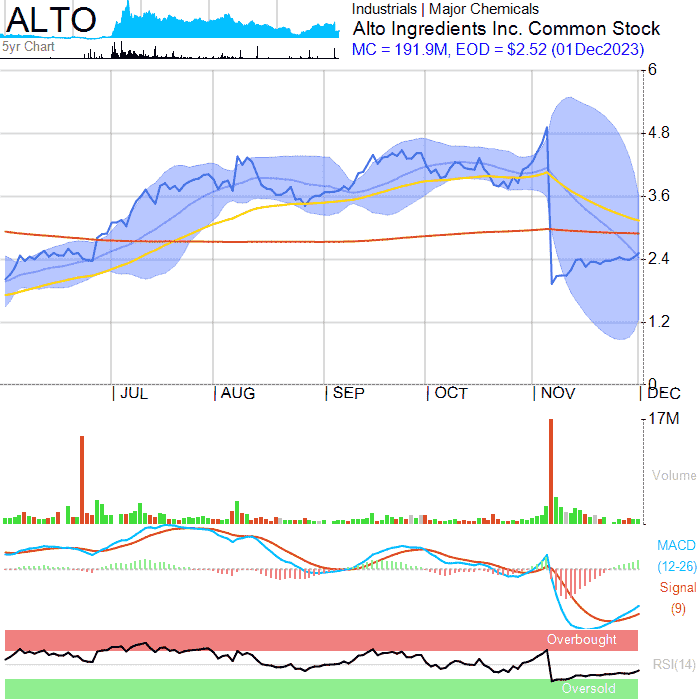 ALTO
5yr Chart
Industrials | Major Chemicals
Alto Ingredients Inc. Common Stock
MC = 191.9M, EOD = $2.52 (01Dec2023)
6
4.8
3.6
2.4
1.2
0
JUL AUG SEP OCT NOV DEC
17M
Volume
MACD
(12-26)
Signal
(9)
Overbought
RSI(14)
Oversold